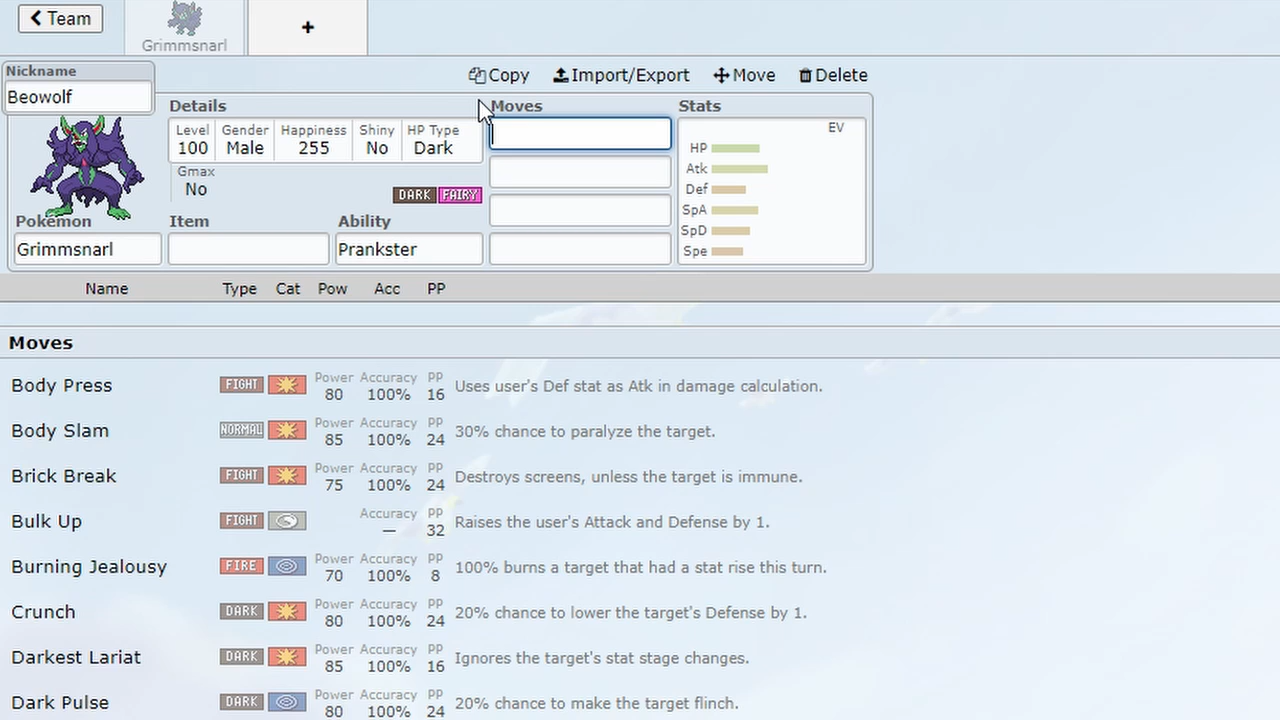 Team
Grimmsnarl
+
Nickname
Beowolf
Copy Import/Export Move Delete
Details Moves Stats
Level Gender Happiness Shiny HP Type
100 Male 255 No Dark
Gmax
No
DARK FAIRY
EV
HP
Atk
Def
SpA
SpD
Spe
Pokémon Item Ability
Grimmsnarl Prankster
Name Type Cat Pow Acc PP
Moves
Body Press FIGHT Power 80 Accuracy 100% PP 16 Uses user's Def stat as Atk in damage calculation.
Body Slam NORMAL Power 85 Accuracy 100% PP 24 30% chance to paralyze the target.
Brick Break FIGHT Power 75 Accuracy 100% PP 24 Destroys screens, unless the target is immune.
Bulk Up FIGHT Accuracy — PP 32 Raises the user's Attack and Defense by 1.
Burning Jealousy FIRE Power 70 Accuracy 100% PP 8 100% burns a target that had a stat rise this turn.
Crunch DARK Power 80 Accuracy 100% PP 24 20% chance to lower the target's Defense by 1.
Darkest Lariat DARK Power 85 Accuracy 100% PP 16 Ignores the target's stat stage changes.
Dark Pulse DARK Power 80 Accuracy 100% PP 24 20% chance to make the target flinch.